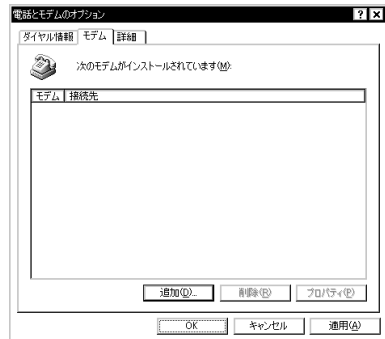 電話とモデムのオプション
ダイヤル情報 モデム 詳細
次のモデムがインストールされています(M):
モデム 接続先
追加(D)... 削除(R) プロパティ(P)
OK キャンセル 適用(A)